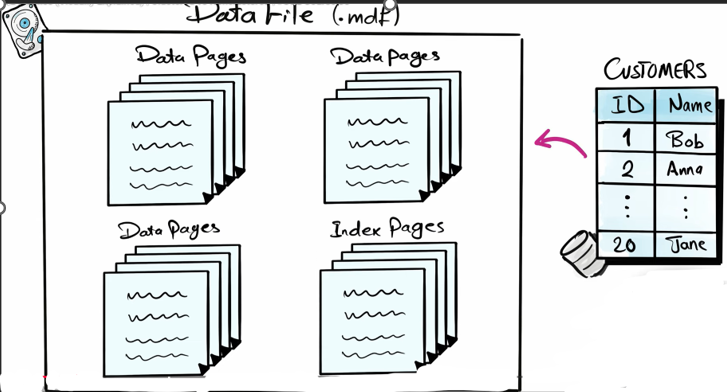 Data File (.mdf)
Data Pages
Data pages
Data Pages
Index Pages
CUSTOMERS
ID Name
1 Bob
2 Anna
⋮ ⋮
20 Jane